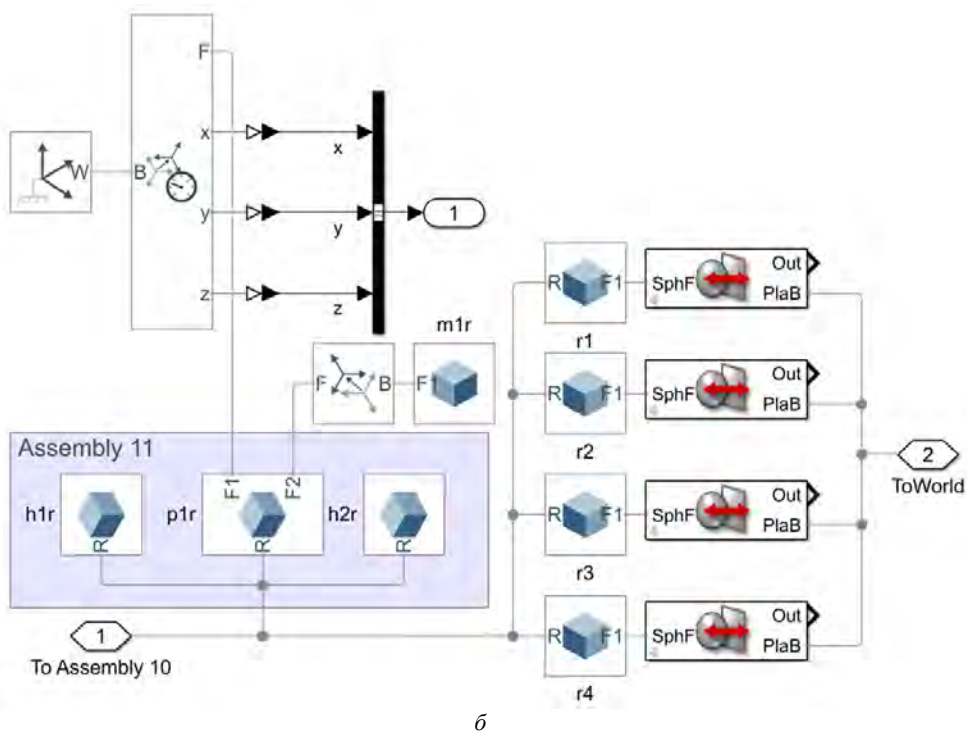 F
x
x
W
B
y
y
1
z
z
Out
R
F1
SphF
PlaB
r1
m1r
F
B
F
Out
R
F1
SphF
PlaB
r2
Assembly 11
2
ToWorld
F1
F2
h1r
p1r
h2r
R
R
R
Out
R
F1
SphF
PlaB
r3
1
To Assembly 10
Out
R
F1
SphF
PlaB
r4
б